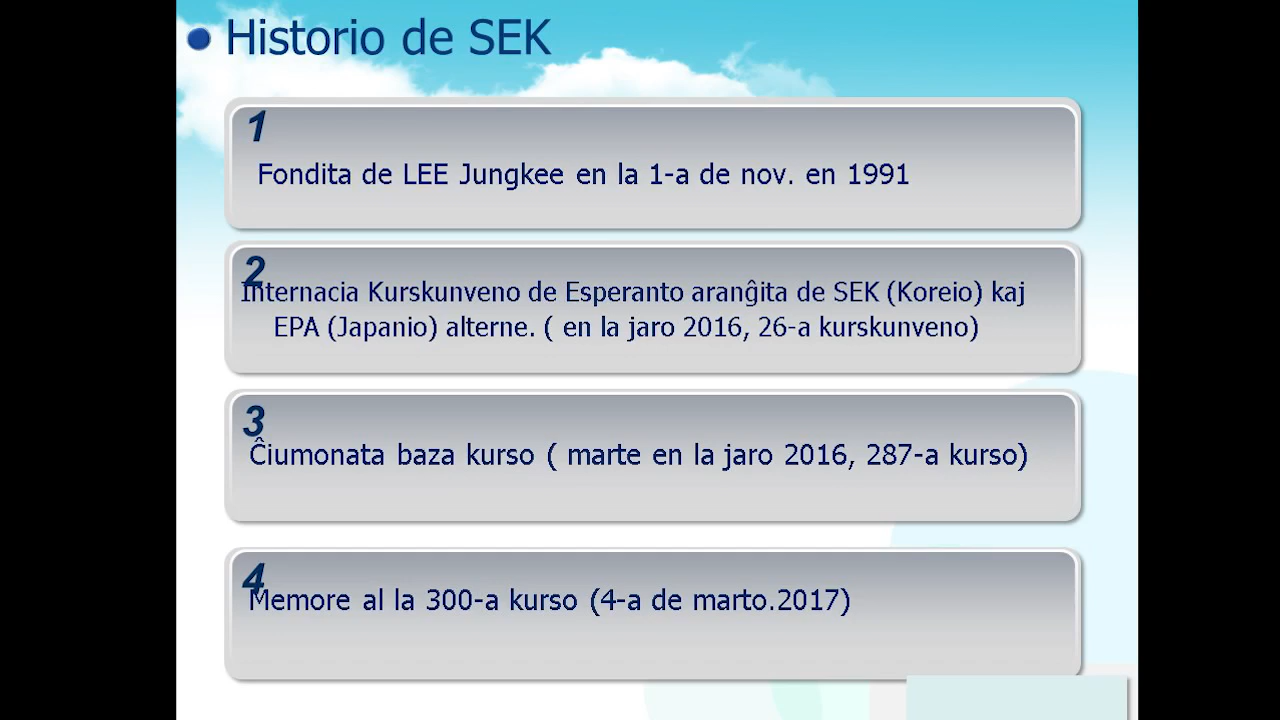 Historio de SEK
1
Fondita de LEE Jungkee en la 1-a de nov. en 1991
2
Internacia Kurskunveno de Esperanto aranĝita de SEK (Koreio) kaj
EPA (Japanio) alterne. ( en la jaro 2016, 26-a kurskunveno)
3
Ĉiumonata baza kurso ( marte en la jaro 2016, 287-a kurso)
4
Memore al la 300-a kurso (4-a de marto.2017)